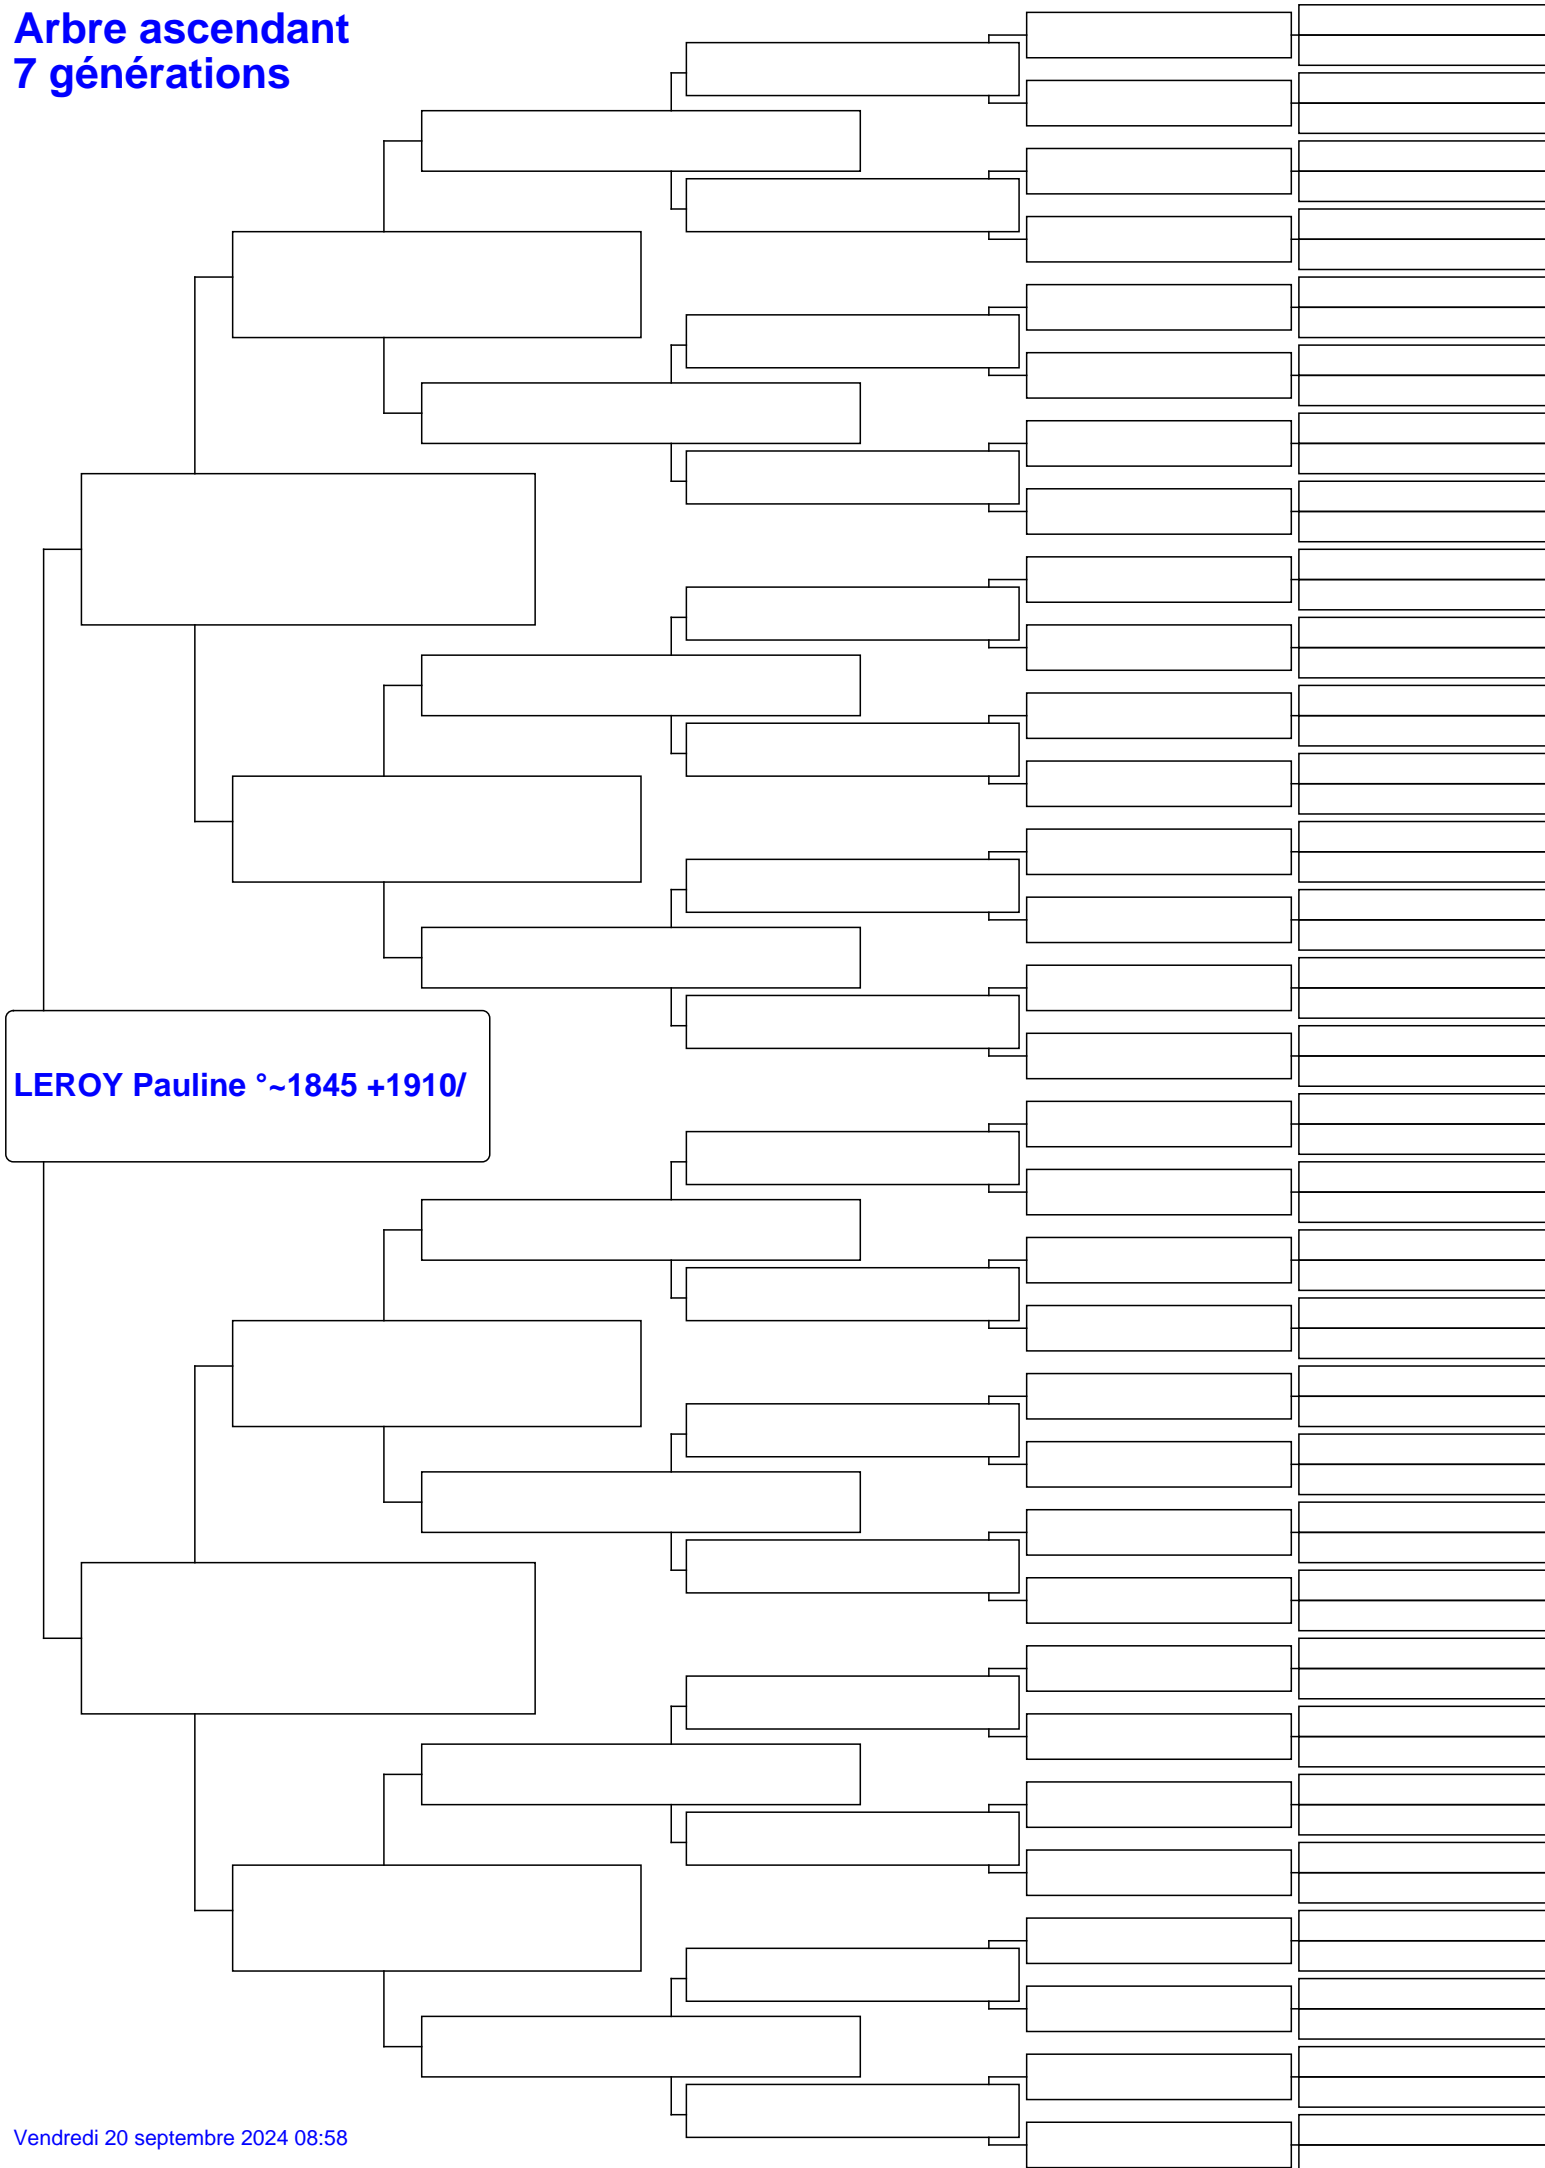 Arbre ascendant
7 générations
LEROY Pauline °~1845 +1910/
Vendredi 20 septembre 2024 08:58